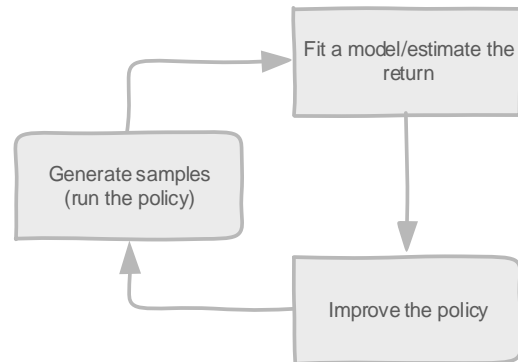 Fit a model/estimate the
return
Generate samples
(run the policy)
Improve the policy